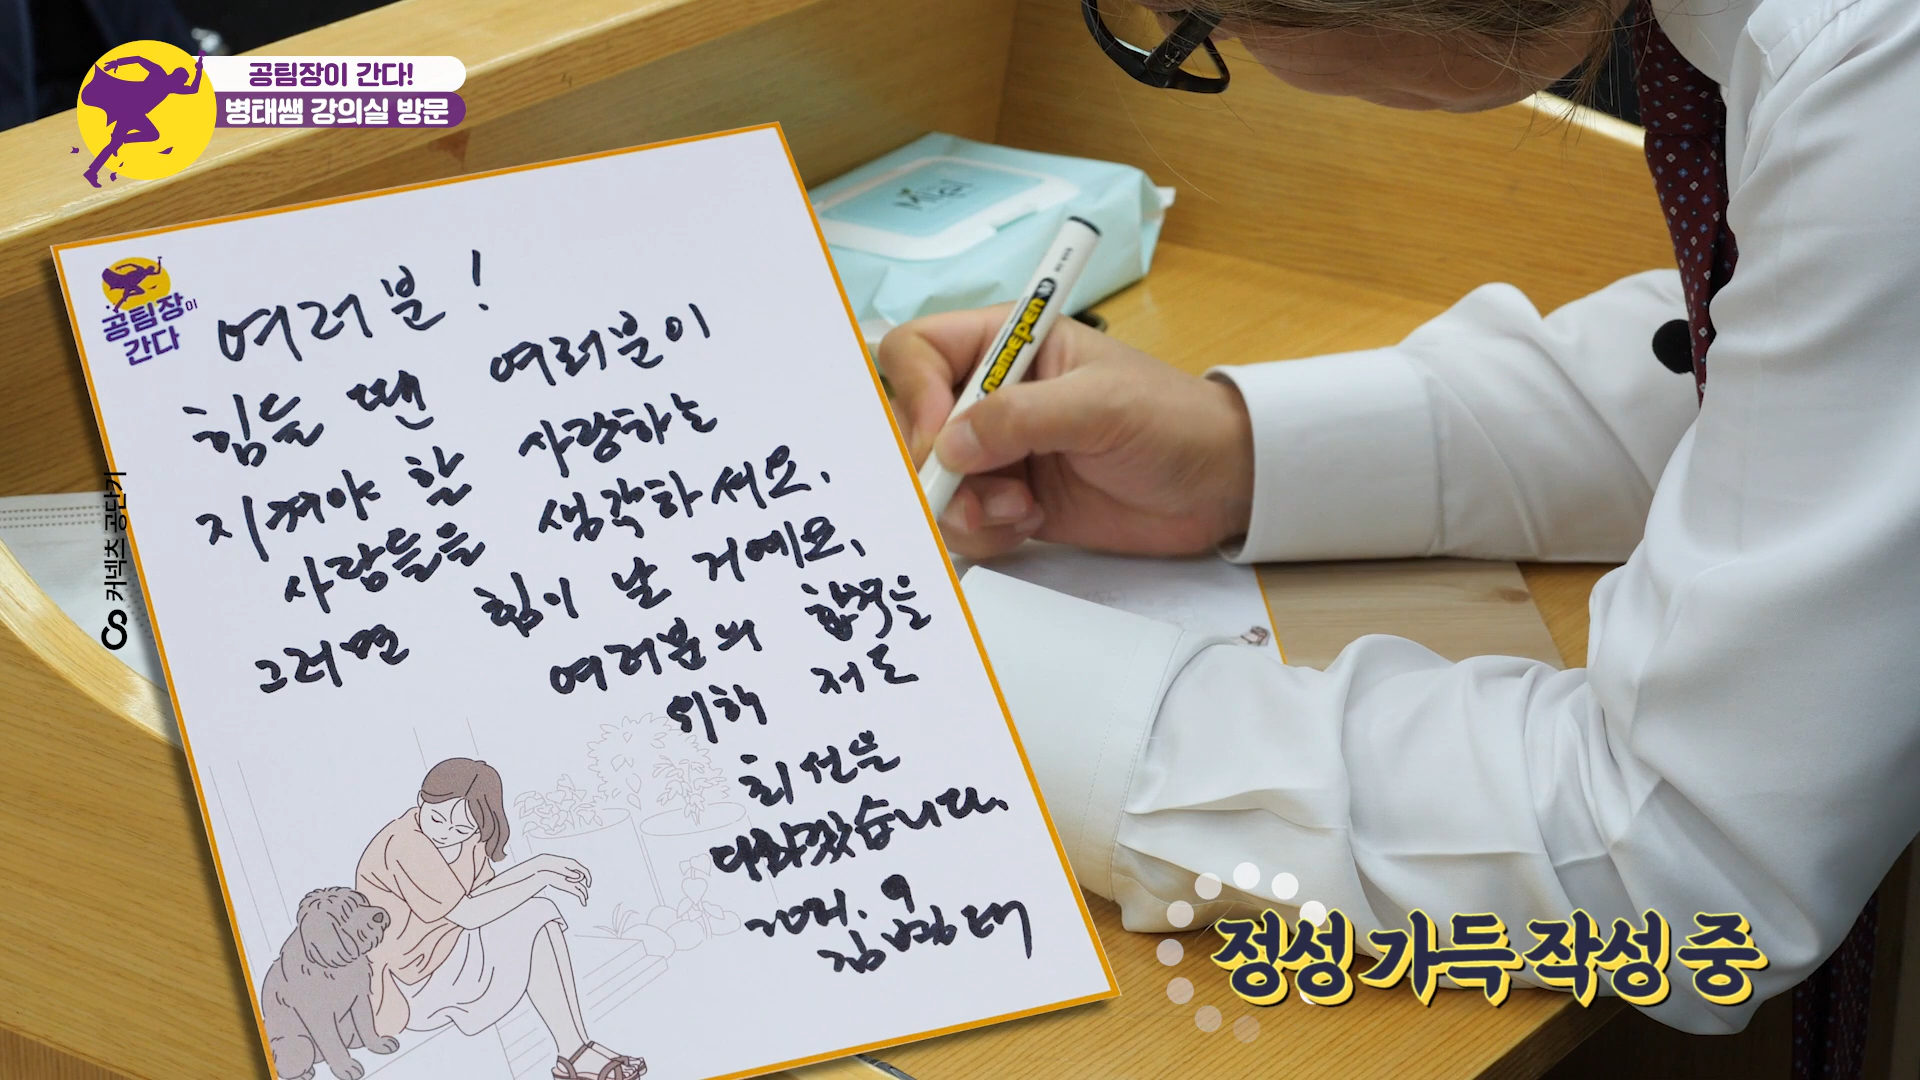 공팀장이 간다!
병태쌤 강의실 방문
공팀장이
간다
여러분!
힘들 땐 여러분이
지켜야 할 사랑하는
사람들을 생각하세요.
그러면 힘이 날 거예요.
여러분의 합격을
위해 저도
최선을
다하겠습니다.
2021. 9
김병태
커넥츠 공단기
namepen
정성 가득 작성 중